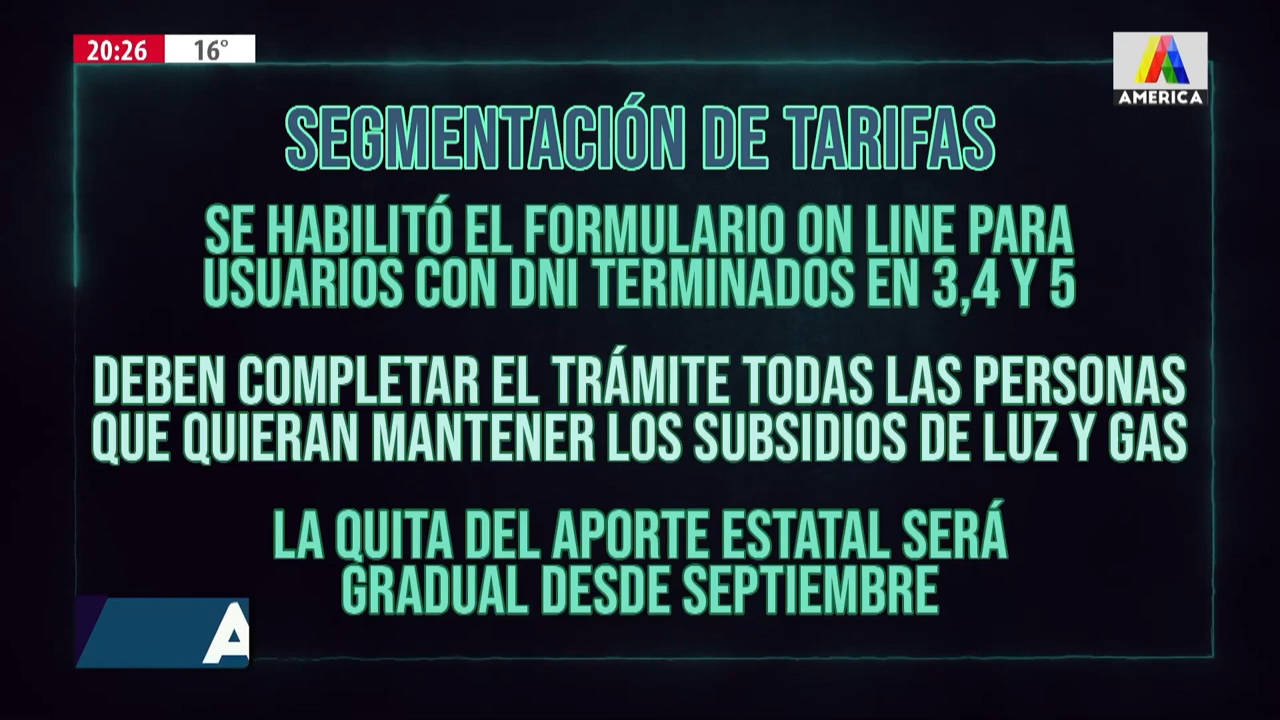 20:26 16°
AMERICA
SEGMENTACIÓN DE TARIFAS
SE HABILITÓ EL FORMULARIO ON LINE PARA
USUARIOS CON DNI TERMINADOS EN 3,4 Y 5
DEBEN COMPLETAR EL TRÁMITE TODAS LAS PERSONAS
QUE QUIERAN MANTENER LOS SUBSIDIOS DE LUZ Y GAS
LA QUITA DEL APORTE ESTATAL SERÁ
GRADUAL DESDE SEPTIEMBRE
A